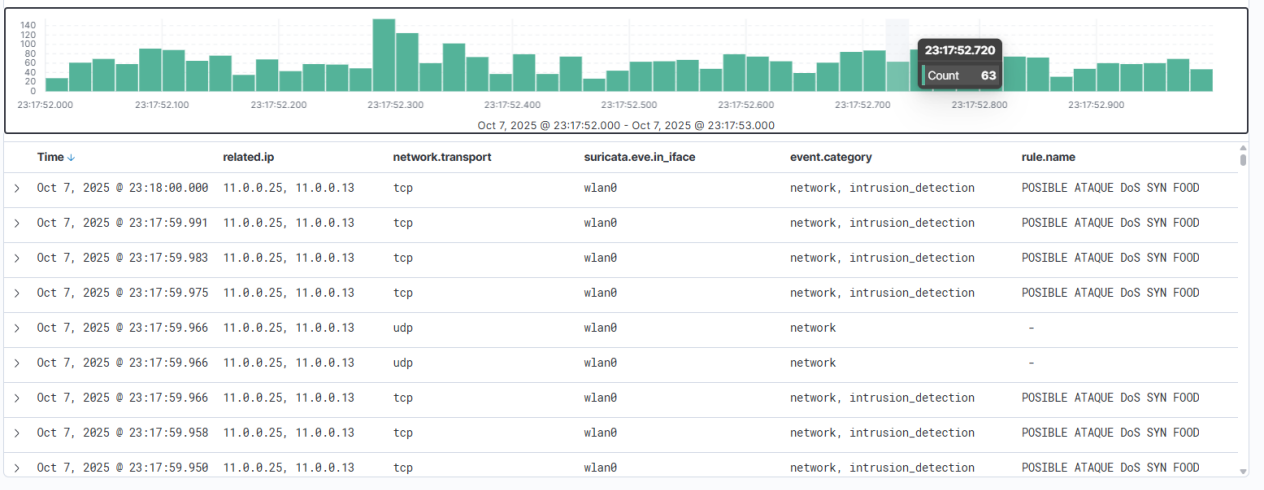 140
120
100
80
60
40
20
0
23:17:52.000 23:17:52.100 23:17:52.200 23:17:52.300 23:17:52.400 23:17:52.500 23:17:52.600 23:17:52.700 23:17:52.800 23:17:52.900
23:17:52.720
Count 63
Oct 7, 2025 @ 23:17:52.000 - Oct 7, 2025 @ 23:17:53.000
Time related.ip network.transport suricata.eve.in_iface event.category rule.name
Oct 7, 2025 @ 23:18:00.000 11.0.0.25, 11.0.0.13 tcp wlan0 network, intrusion_detection POSIBLE ATAQUE DoS SYN FOOD
Oct 7, 2025 @ 23:17:59.991 11.0.0.25, 11.0.0.13 tcp wlan0 network, intrusion_detection POSIBLE ATAQUE DoS SYN FOOD
Oct 7, 2025 @ 23:17:59.983 11.0.0.25, 11.0.0.13 tcp wlan0 network, intrusion_detection POSIBLE ATAQUE DoS SYN FOOD
Oct 7, 2025 @ 23:17:59.975 11.0.0.25, 11.0.0.13 tcp wlan0 network, intrusion_detection POSIBLE ATAQUE DoS SYN FOOD
Oct 7, 2025 @ 23:17:59.966 11.0.0.25, 11.0.0.13 udp wlan0 network -
Oct 7, 2025 @ 23:17:59.966 11.0.0.25, 11.0.0.13 udp wlan0 network -
Oct 7, 2025 @ 23:17:59.966 11.0.0.25, 11.0.0.13 tcp wlan0 network, intrusion_detection POSIBLE ATAQUE DoS SYN FOOD
Oct 7, 2025 @ 23:17:59.958 11.0.0.25, 11.0.0.13 tcp wlan0 network, intrusion_detection POSIBLE ATAQUE DoS SYN FOOD
Oct 7, 2025 @ 23:17:59.950 11.0.0.25, 11.0.0.13 tcp wlan0 network, intrusion_detection POSIBLE ATAQUE DoS SYN FOOD